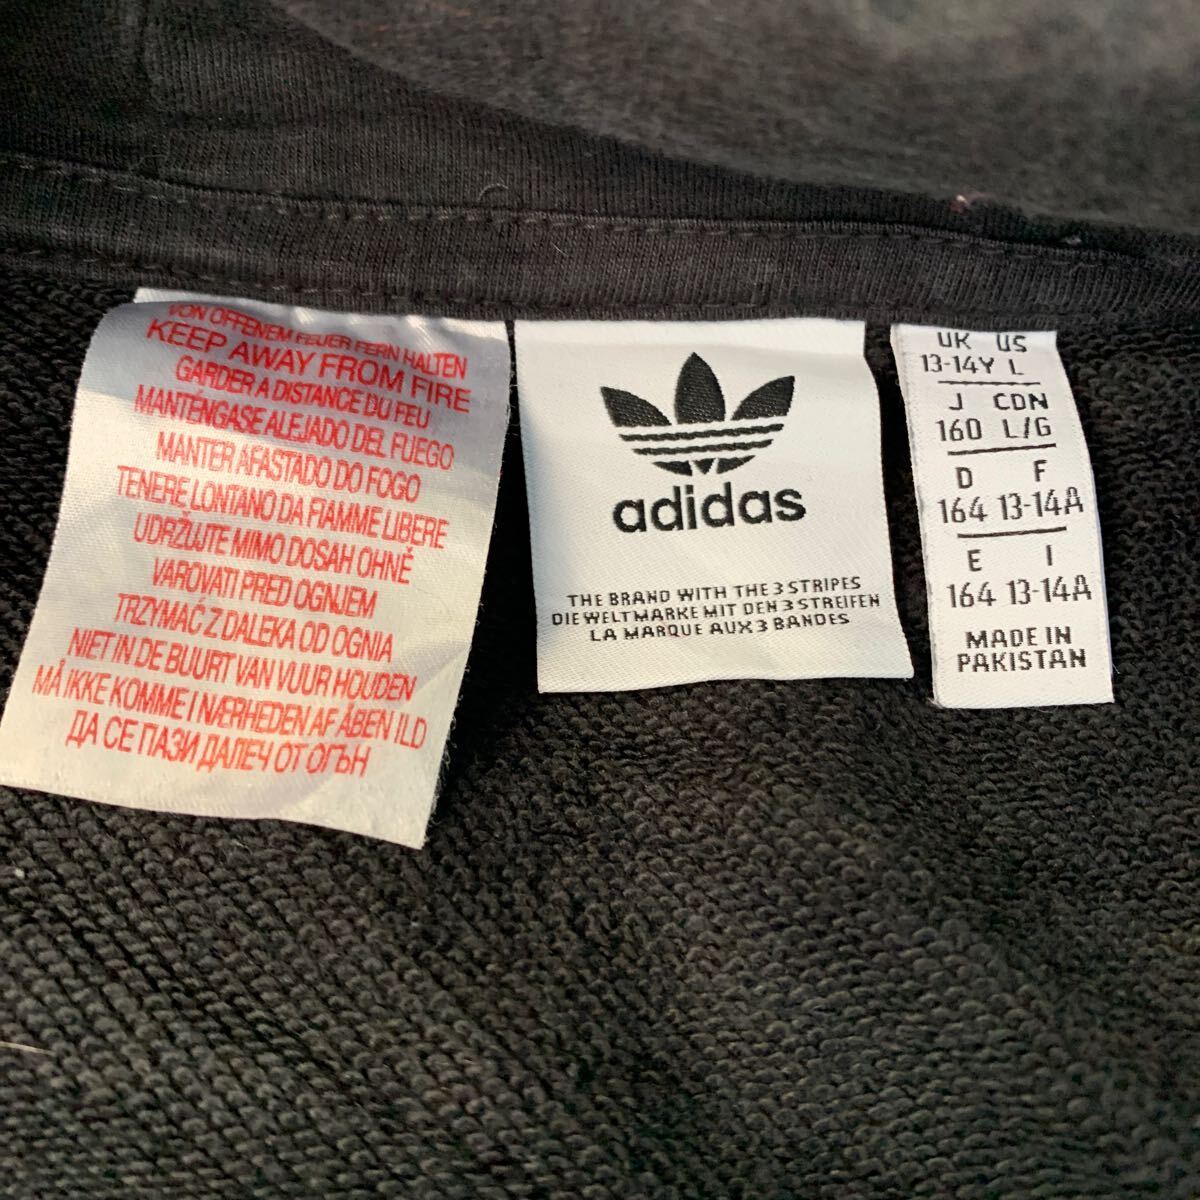 VON OFFENEM FEUER FERN HALTEN
KEEP AWAY FROM FIRE
GARDER A DISTANCE DU FEU
MANTÉNGASE ALEJADO DEL FUEGO
MANTER AFASTADO DO FOGO
TENERE LONTANO DA FIAMME LIBERE
UDRŽUJTE MIMO DOSAH OHNĚ
VAROVATI PRED OGNJEM
TRZYMAĆ Z DALEKA OD OGNIA
NIET IN DE BUURT VAN VUUR HOUDEN
MÅ IKKE KOMME I NÆRHEDEN AF ÅBEN ILD
ДА СЕ ПАЗИ ДАЛЕЧ ОТ ОГЪН
adidas
THE BRAND WITH THE 3 STRIPES
DIE WELTMARKE MIT DEN 3 STREIFEN
LA MARQUE AUX 3 BANDES
UK US
13-14Y L
J CDN
160 L/G
D F
164 13-14A
E I
164 13-14A
MADE IN
PAKISTAN